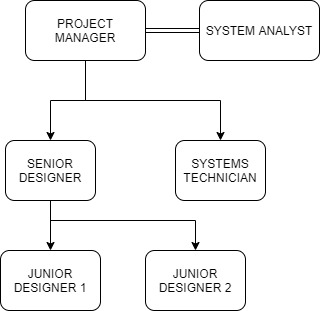 PROJECT
MANAGER
SYSTEM ANALYST
SENIOR
DESIGNER
SYSTEMS
TECHNICIAN
JUNIOR
DESIGNER 1
JUNIOR
DESIGNER 2